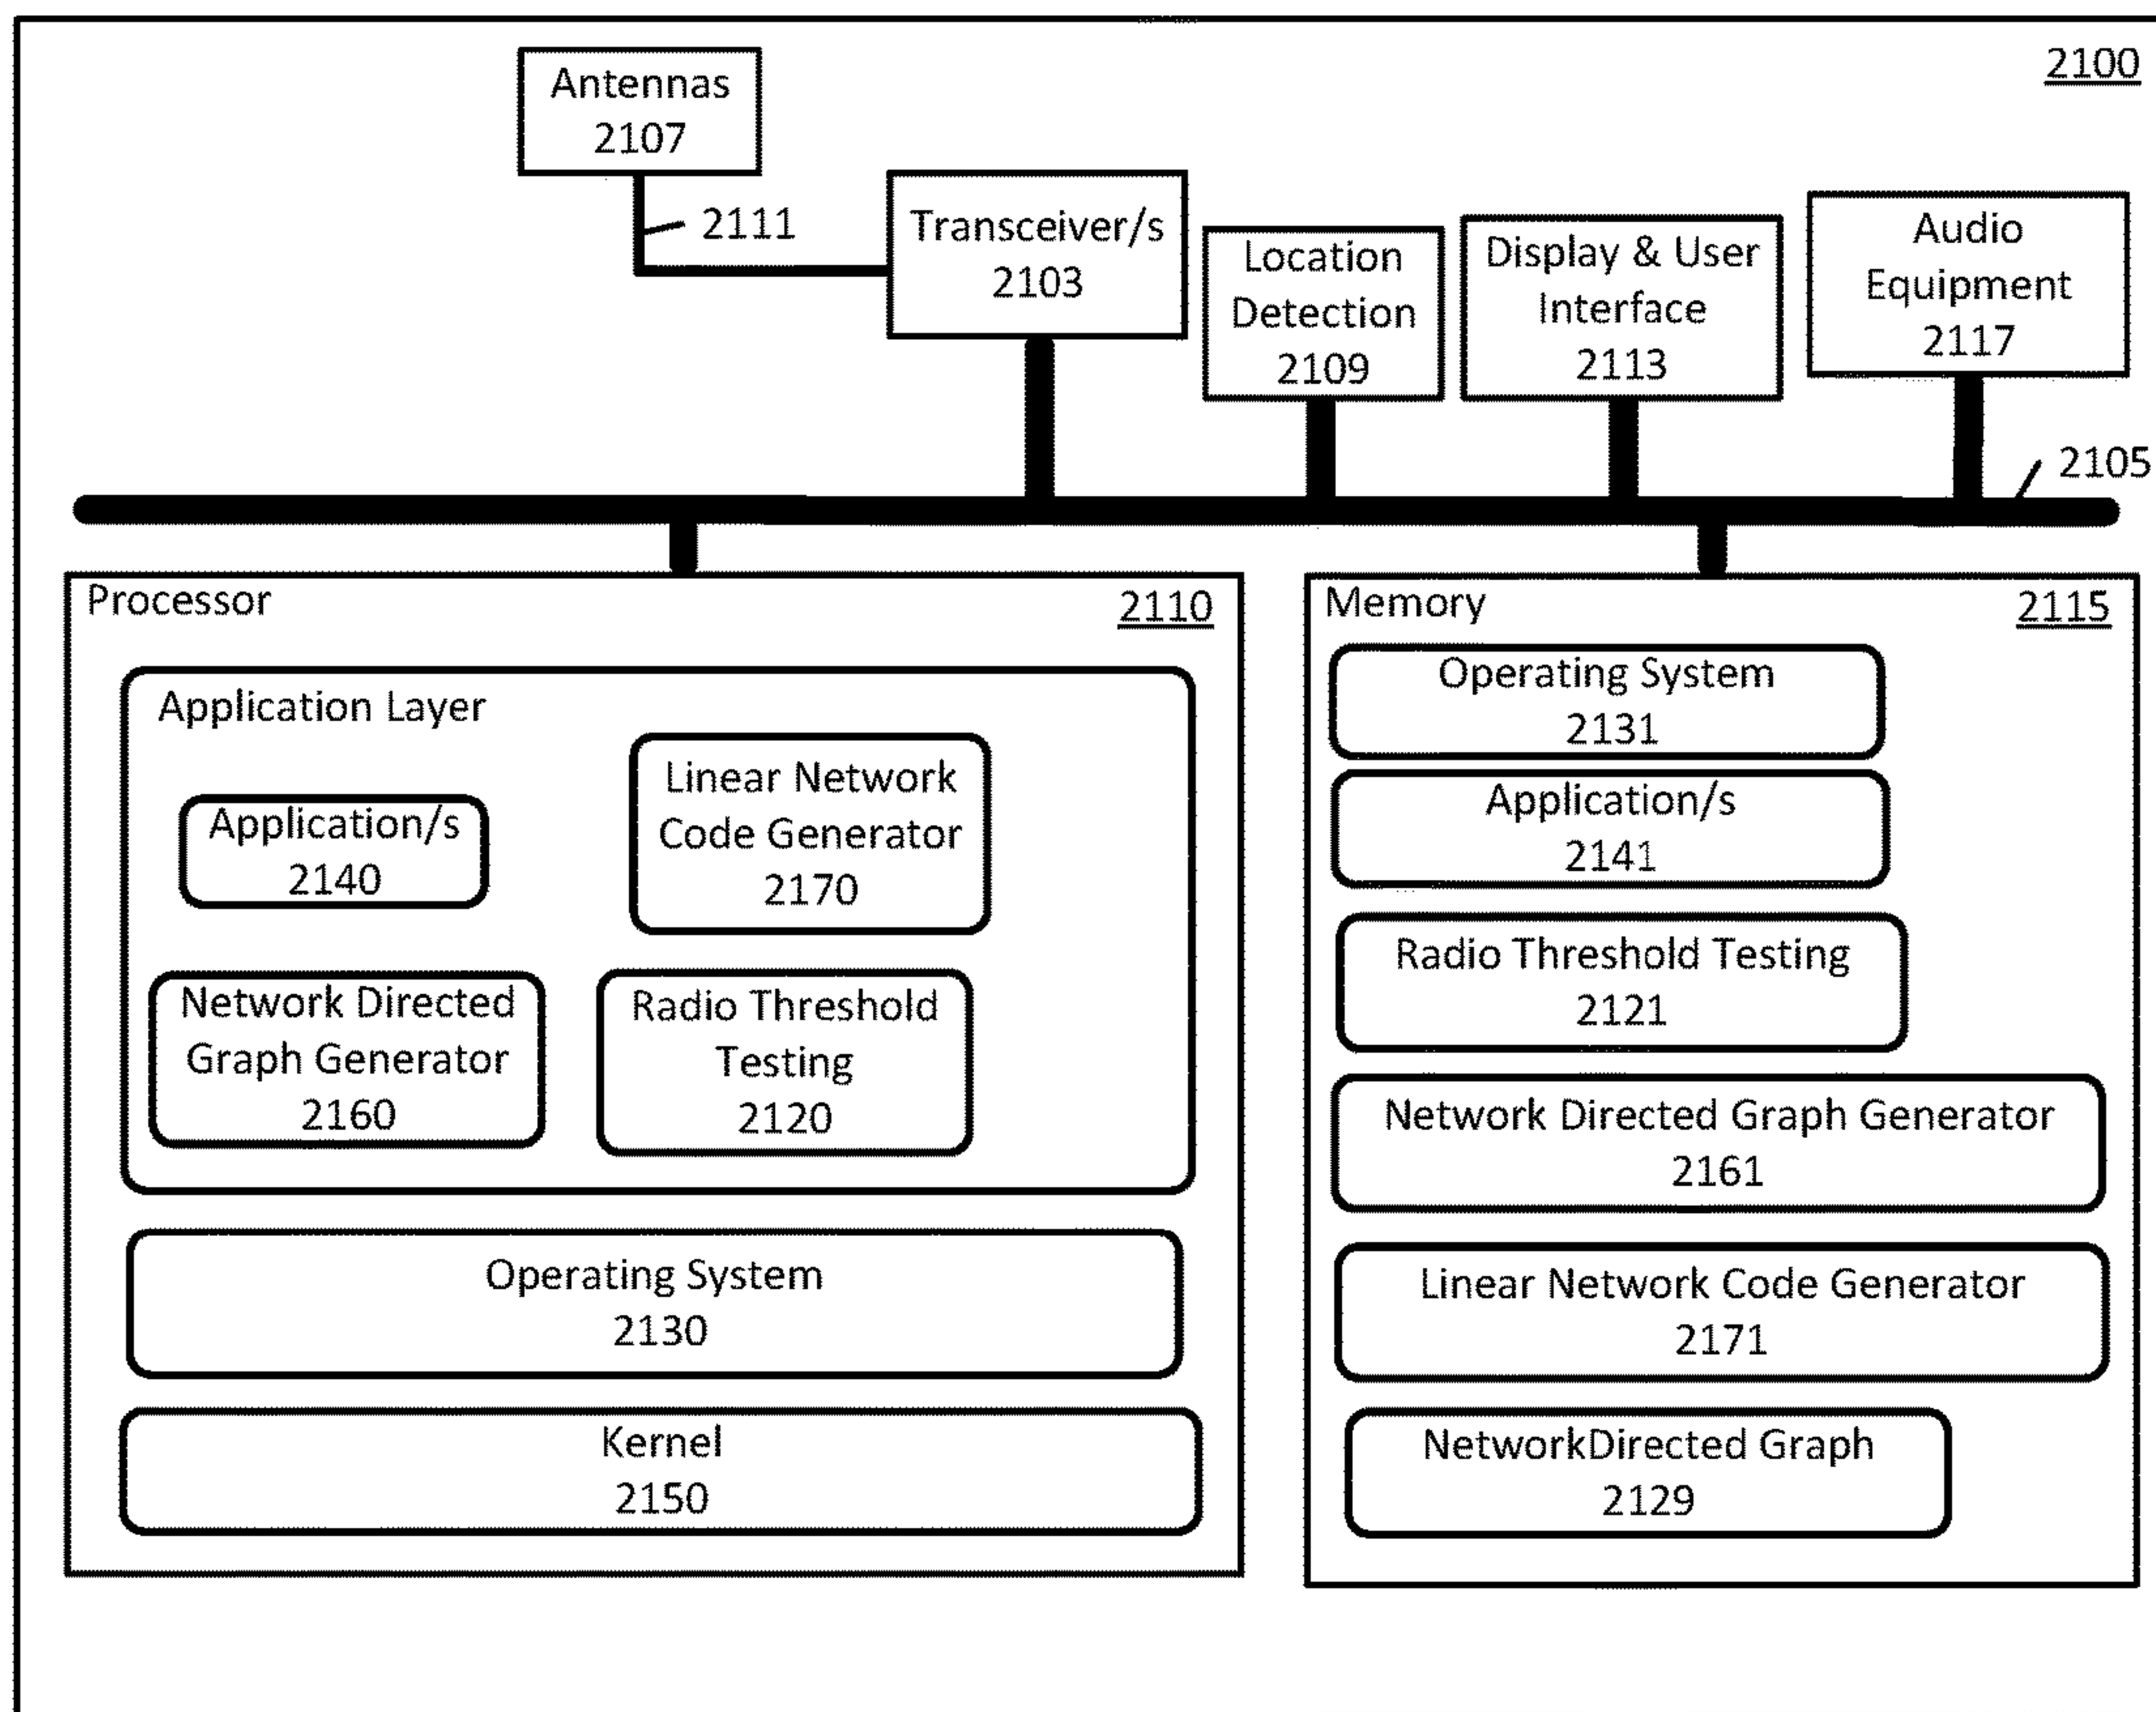 2100
Antennas
2107
2111
Transceiver/s
2103
Location
Detection
2109
Display & User
Interface
2113
Audio
Equipment
2117
2105
Processor
2110
Application Layer
Application/s
2140
Linear Network
Code Generator
2170
Network Directed
Graph Generator
2160
Radio Threshold
Testing
2120
Operating System
2130
Kernel
2150
Memory
2115
Operating System
2131
Application/s
2141
Radio Threshold Testing
2121
Network Directed Graph Generator
2161
Linear Network Code Generator
2171
NetworkDirected Graph
2129